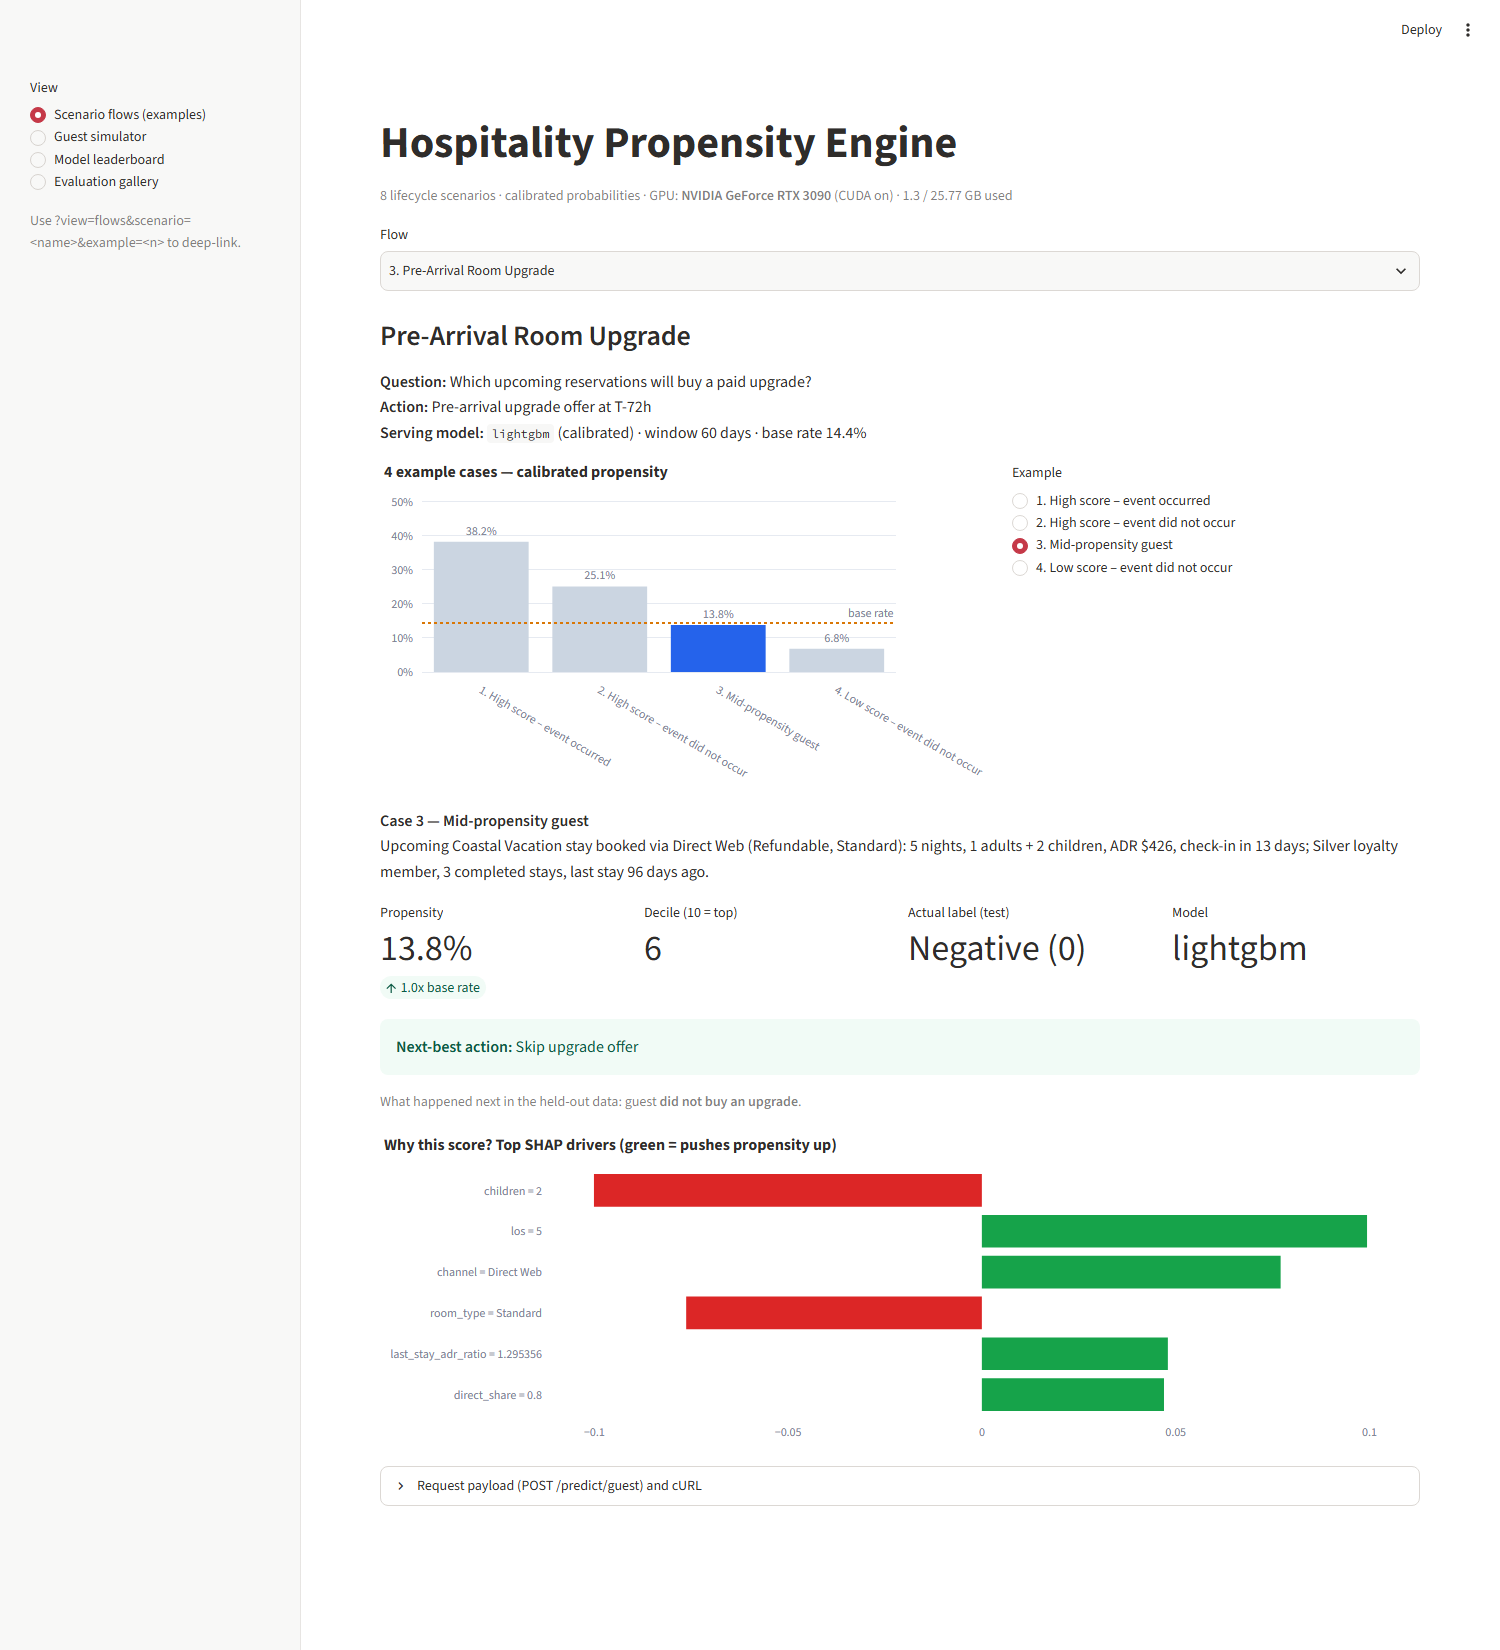 Deploy
View
Scenario flows (examples)
Guest simulator
Model leaderboard
Evaluation gallery
Use ?view=flows&scenario=
<name>&example=<n> to deep-link.
Hospitality Propensity Engine
8 lifecycle scenarios · calibrated probabilities · GPU: NVIDIA GeForce RTX 3090 (CUDA on) · 1.3 / 25.77 GB used
Flow
3. Pre-Arrival Room Upgrade
Pre-Arrival Room Upgrade
Question: Which upcoming reservations will buy a paid upgrade?
Action: Pre-arrival upgrade offer at T-72h
Serving model: lightgbm (calibrated) · window 60 days · base rate 14.4%
4 example cases — calibrated propensity
50%
40%
30%
20%
10%
0%
38.2%
25.1%
13.8%
6.8%
base rate
1. High score – event occurred
2. High score – event did not occur
3. Mid-propensity guest
4. Low score – event did not occur
Example
1. High score – event occurred
2. High score – event did not occur
3. Mid-propensity guest
4. Low score – event did not occur
Case 3 — Mid-propensity guest
Upcoming Coastal Vacation stay booked via Direct Web (Refundable, Standard): 5 nights, 1 adults + 2 children, ADR $426, check-in in 13 days; Silver loyalty
member, 3 completed stays, last stay 96 days ago.
Propensity
13.8%
↑ 1.0x base rate
Decile (10 = top)
6
Actual label (test)
Negative (0)
Model
lightgbm
Next-best action: Skip upgrade offer
What happened next in the held-out data: guest did not buy an upgrade.
Why this score? Top SHAP drivers (green = pushes propensity up)
children = 2
los = 5
channel = Direct Web
room_type = Standard
last_stay_adr_ratio = 1.295356
direct_share = 0.8
−0.1
−0.05
0
0.05
0.1
Request payload (POST /predict/guest) and cURL